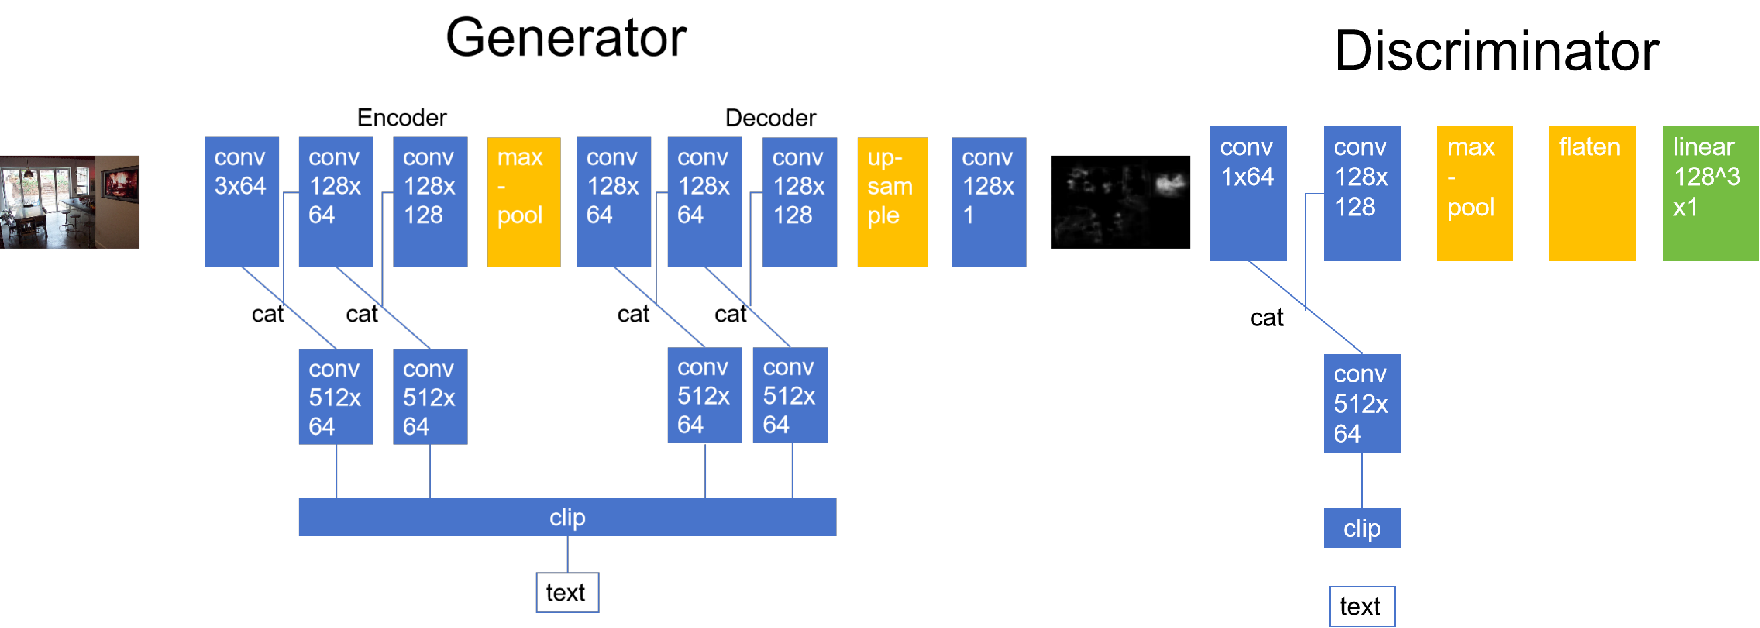 Generator
Discriminator
Encoder
Decoder
conv
3x64
conv
128x
64
conv
128x
128
max
-
pool
conv
128x
64
conv
128x
64
conv
128x
128
up-
sam
ple
conv
128x
1
conv
1x64
conv
128x
128
max
-
pool
flaten
linear
128^3
x1
cat
cat
cat
cat
cat
conv
512x
64
conv
512x
64
conv
512x
64
conv
512x
64
conv
512x
64
clip
clip
text
text